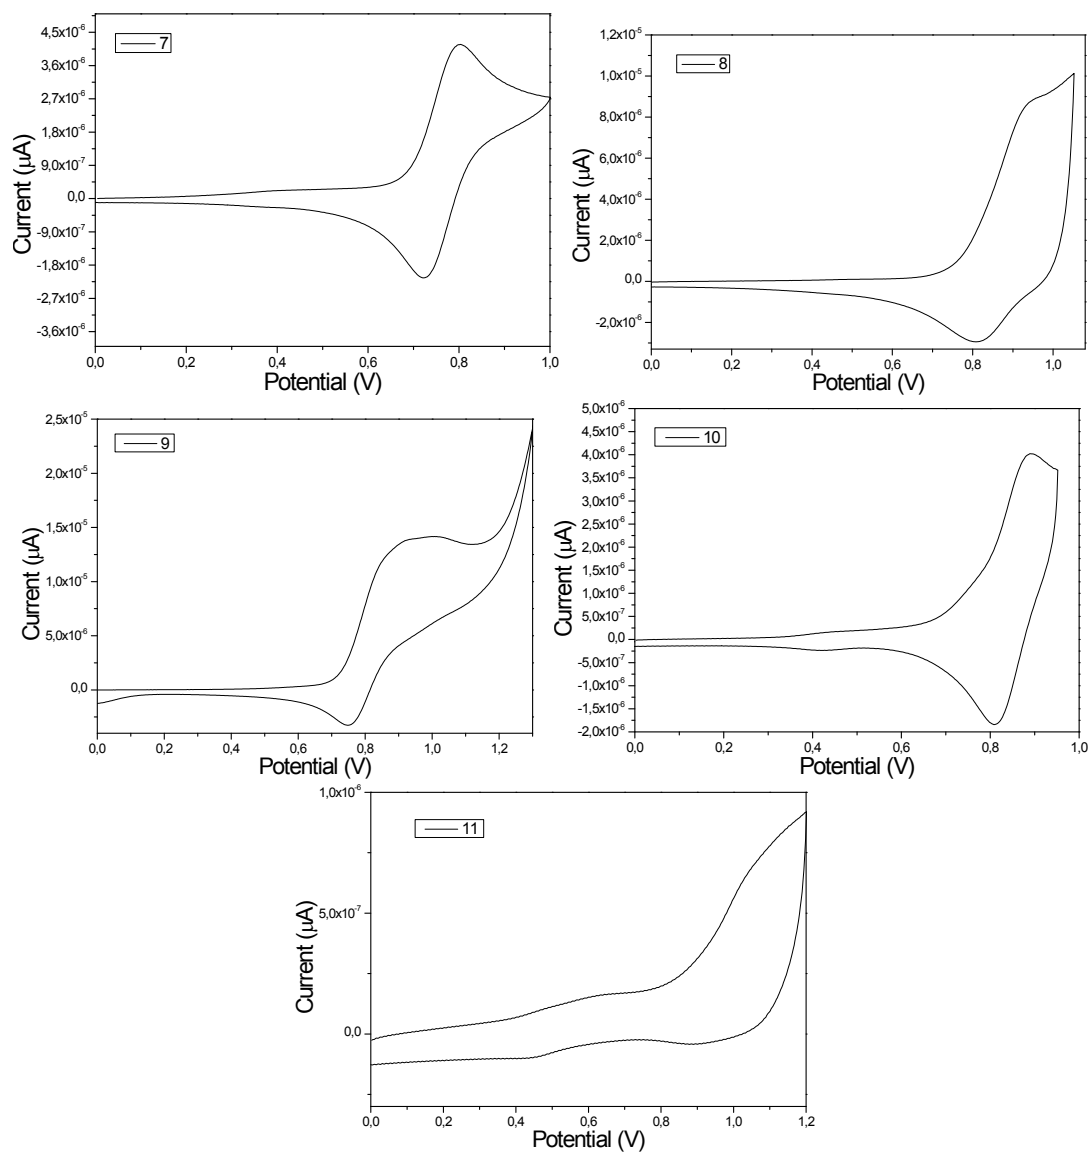 7
4,5x10⁻⁶
3,6x10⁻⁶
2,7x10⁻⁶
1,8x10⁻⁶
9,0x10⁻⁷
0,0
-9,0x10⁻⁷
-1,8x10⁻⁶
-2,7x10⁻⁶
-3,6x10⁻⁶
Current (µA)
0,0 0,2 0,4 0,6 0,8 1,0
Potential (V)
8
1,2x10⁻⁵
1,0x10⁻⁵
8,0x10⁻⁶
6,0x10⁻⁶
4,0x10⁻⁶
2,0x10⁻⁶
0,0
-2,0x10⁻⁶
Current (µA)
0,0 0,2 0,4 0,6 0,8 1,0
Potential (V)
9
2,5x10⁻⁵
2,0x10⁻⁵
1,5x10⁻⁵
1,0x10⁻⁵
5,0x10⁻⁶
0,0
Current (µA)
0,0 0,2 0,4 0,6 0,8 1,0 1,2
Potential (V)
10
5,0x10⁻⁶
4,5x10⁻⁶
4,0x10⁻⁶
3,5x10⁻⁶
3,0x10⁻⁶
2,5x10⁻⁶
2,0x10⁻⁶
1,5x10⁻⁶
1,0x10⁻⁶
5,0x10⁻⁷
0,0
-5,0x10⁻⁷
-1,0x10⁻⁶
-1,5x10⁻⁶
-2,0x10⁻⁶
Current (µA)
0,0 0,2 0,4 0,6 0,8 1,0
Potential (V)
11
1,0x10⁻⁶
5,0x10⁻⁷
0,0
Current (µA)
0,0 0,2 0,4 0,6 0,8 1,0 1,2
Potential (V)